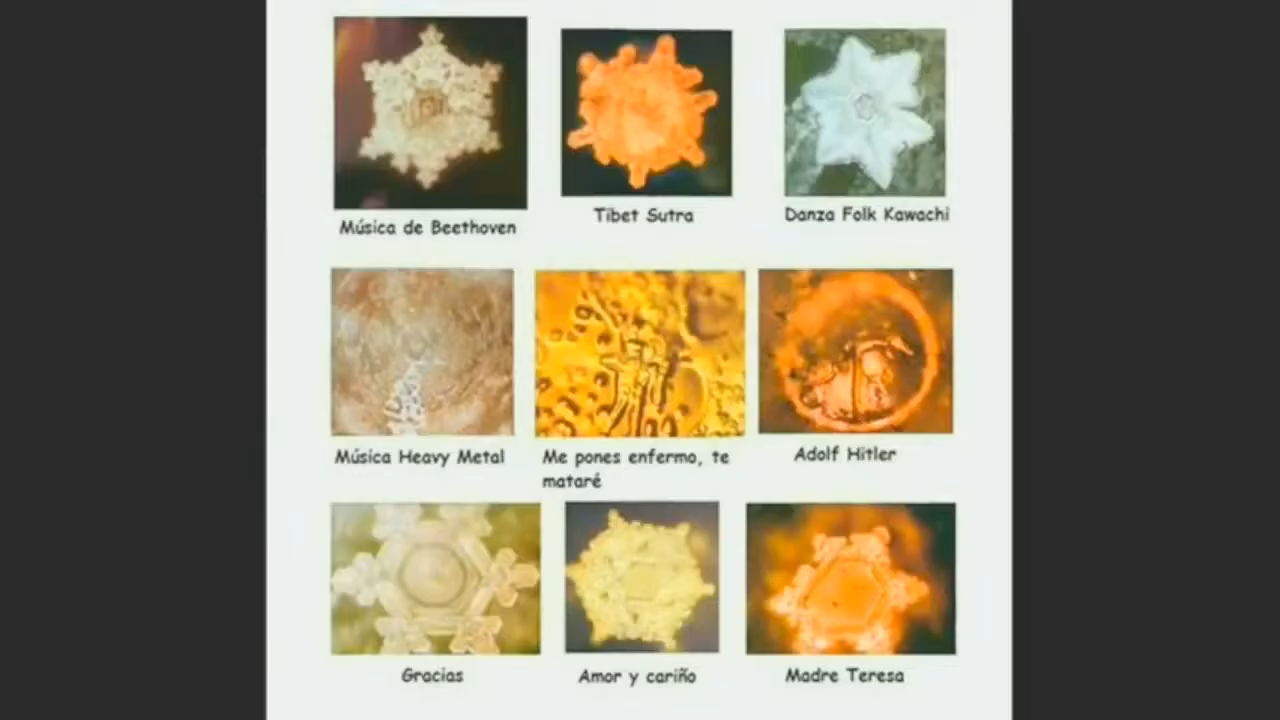 Música de Beethoven
Tibet Sutra
Danza Folk Kawachi
Música Heavy Metal
Me pones enfermo, te
mataré
Adolf Hitler
Gracias
Amor y cariño
Madre Teresa